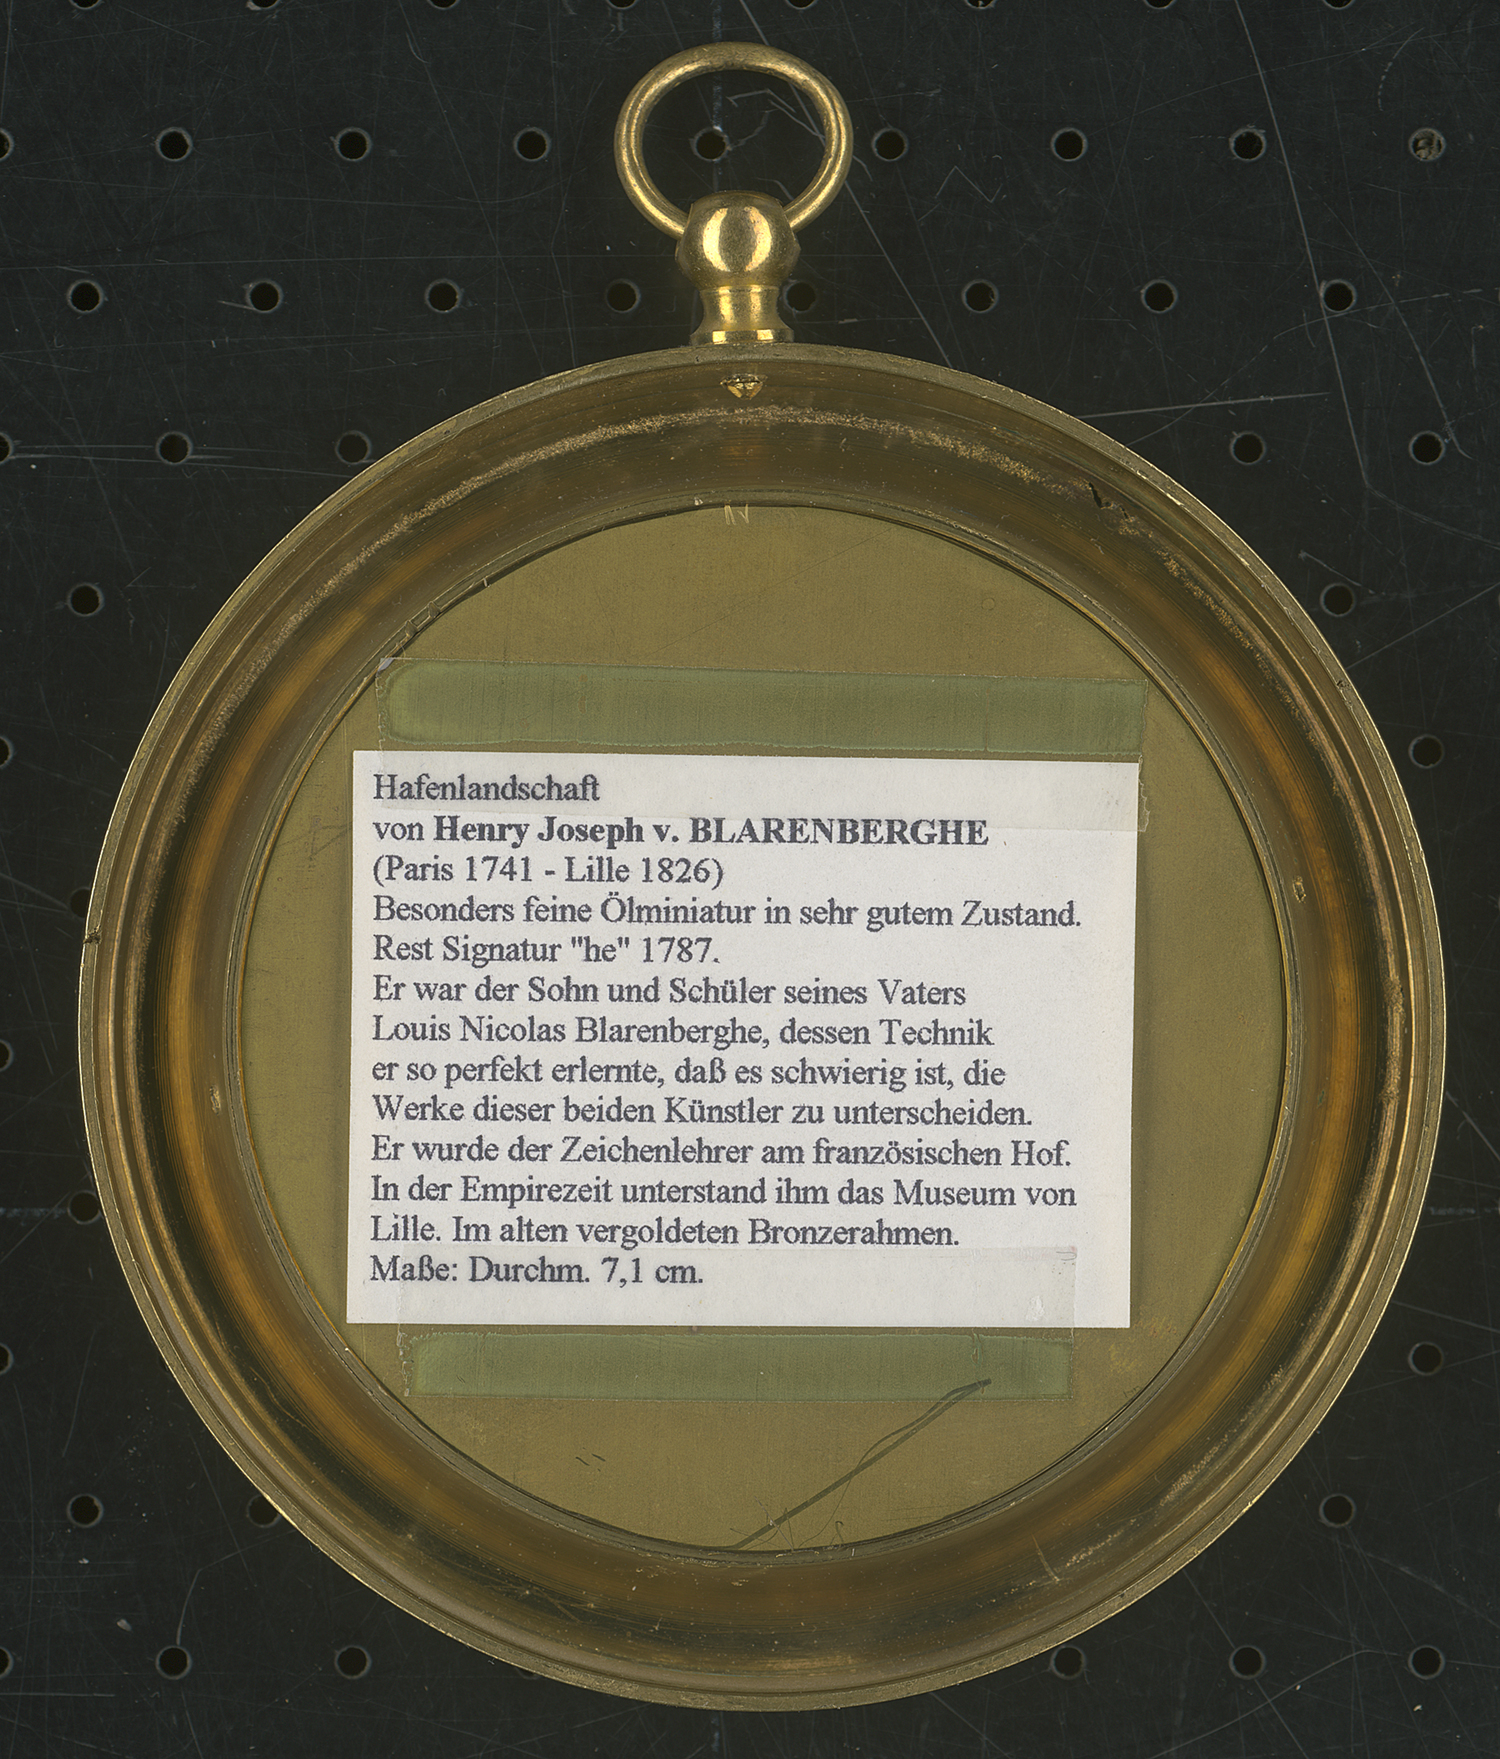 Hafenlandschaft
von Henry Joseph v. BLARENBERGHE
(Paris 1741 - Lille 1826)
Besonders feine Ölminiatur in sehr gutem Zustand.
Rest Signatur "he" 1787.
Er war der Sohn und Schüler seines Vaters
Louis Nicolas Blarenberghe, dessen Technik
er so perfekt erlernte, daß es schwierig ist, die
Werke dieser beiden Künstler zu unterscheiden.
Er wurde der Zeichenlehrer am französischen Hof.
In der Empirezeit unterstand ihm das Museum von
Lille. Im alten vergoldeten Bronzerahmen.
Maße: Durchm. 7,1 cm.